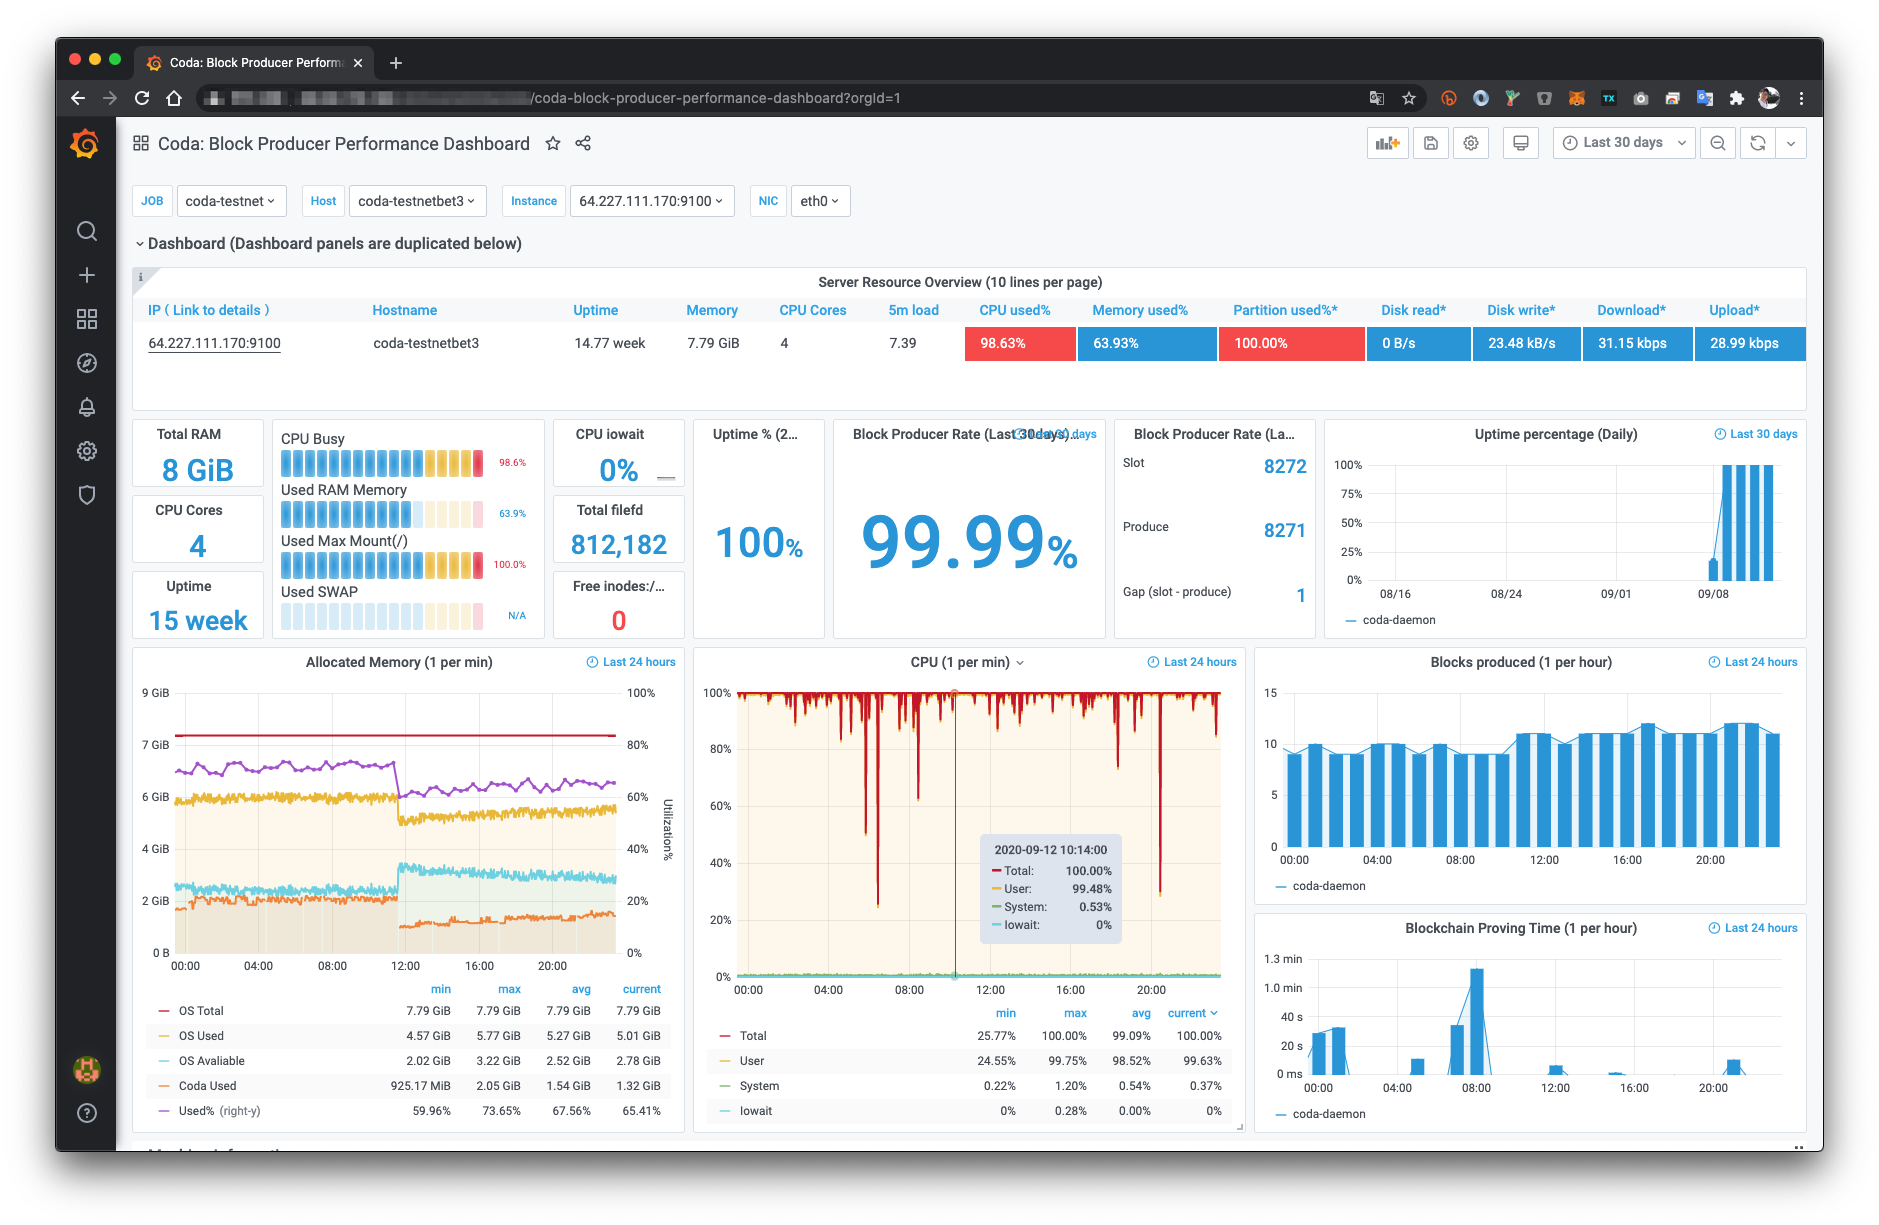 Coda: Block Producer Perform
/coda-block-producer-performance-dashboard?orgId=1
TX
Coda: Block Producer Performance Dashboard
Last 30 days
JOB coda-testnet Host coda-testnetbet3 Instance 64.227.111.170:9100 NIC eth0
Dashboard (Dashboard panels are duplicated below)
i
Server Resource Overview (10 lines per page)
IP ( Link to details ) Hostname Uptime Memory CPU Cores 5m load CPU used% Memory used% Partition used%* Disk read* Disk write* Download* Upload*
64.227.111.170:9100 coda-testnetbet3 14.77 week 7.79 GiB 4 7.39 98.63% 63.93% 100.00% 0 B/s 23.48 kB/s 31.15 kbps 28.99 kbps
Total RAM
8 GiB
CPU Cores
4
Uptime
15 week
CPU Busy
98.6%
Used RAM Memory
63.9%
Used Max Mount(/)
100.0%
Used SWAP
N/A
CPU iowait
0%
Total filefd
812,182
Free inodes:/...
0
Uptime % (2...
100%
Block Producer Rate (Last 30days)...
Last 30 days
99.99%
Block Producer Rate (La...
Slot 8272
Produce 8271
Gap (slot - produce) 1
Uptime percentage (Daily) Last 30 days
100%
75%
50%
25%
0%
08/16 08/24 09/01 09/08
coda-daemon
Allocated Memory (1 per min) Last 24 hours
9 GiB 100%
7 GiB 80%
6 GiB 60%
4 GiB 40%
2 GiB 20%
0 B 0%
Utilization%
00:00 04:00 08:00 12:00 16:00 20:00
min max avg current
OS Total 7.79 GiB 7.79 GiB 7.79 GiB 7.79 GiB
OS Used 4.57 GiB 5.77 GiB 5.27 GiB 5.01 GiB
OS Avaliable 2.02 GiB 3.22 GiB 2.52 GiB 2.78 GiB
Coda Used 925.17 MiB 2.05 GiB 1.54 GiB 1.32 GiB
Used% (right-y) 59.96% 73.65% 67.56% 65.41%
CPU (1 per min) Last 24 hours
100%
80%
60%
40%
20%
0%
2020-09-12 10:14:00
Total: 100.00%
User: 99.48%
System: 0.53%
Iowait: 0%
00:00 04:00 08:00 12:00 16:00 20:00
min max avg current
Total 25.77% 100.00% 99.09% 100.00%
User 24.55% 99.75% 98.52% 99.63%
System 0.22% 1.20% 0.54% 0.37%
Iowait 0% 0.28% 0.00% 0%
Blocks produced (1 per hour) Last 24 hours
15
10
5
0
00:00 04:00 08:00 12:00 16:00 20:00
coda-daemon
Blockchain Proving Time (1 per hour) Last 24 hours
1.3 min
1.0 min
40 s
20 s
0 ms
00:00 04:00 08:00 12:00 16:00 20:00
coda-daemon